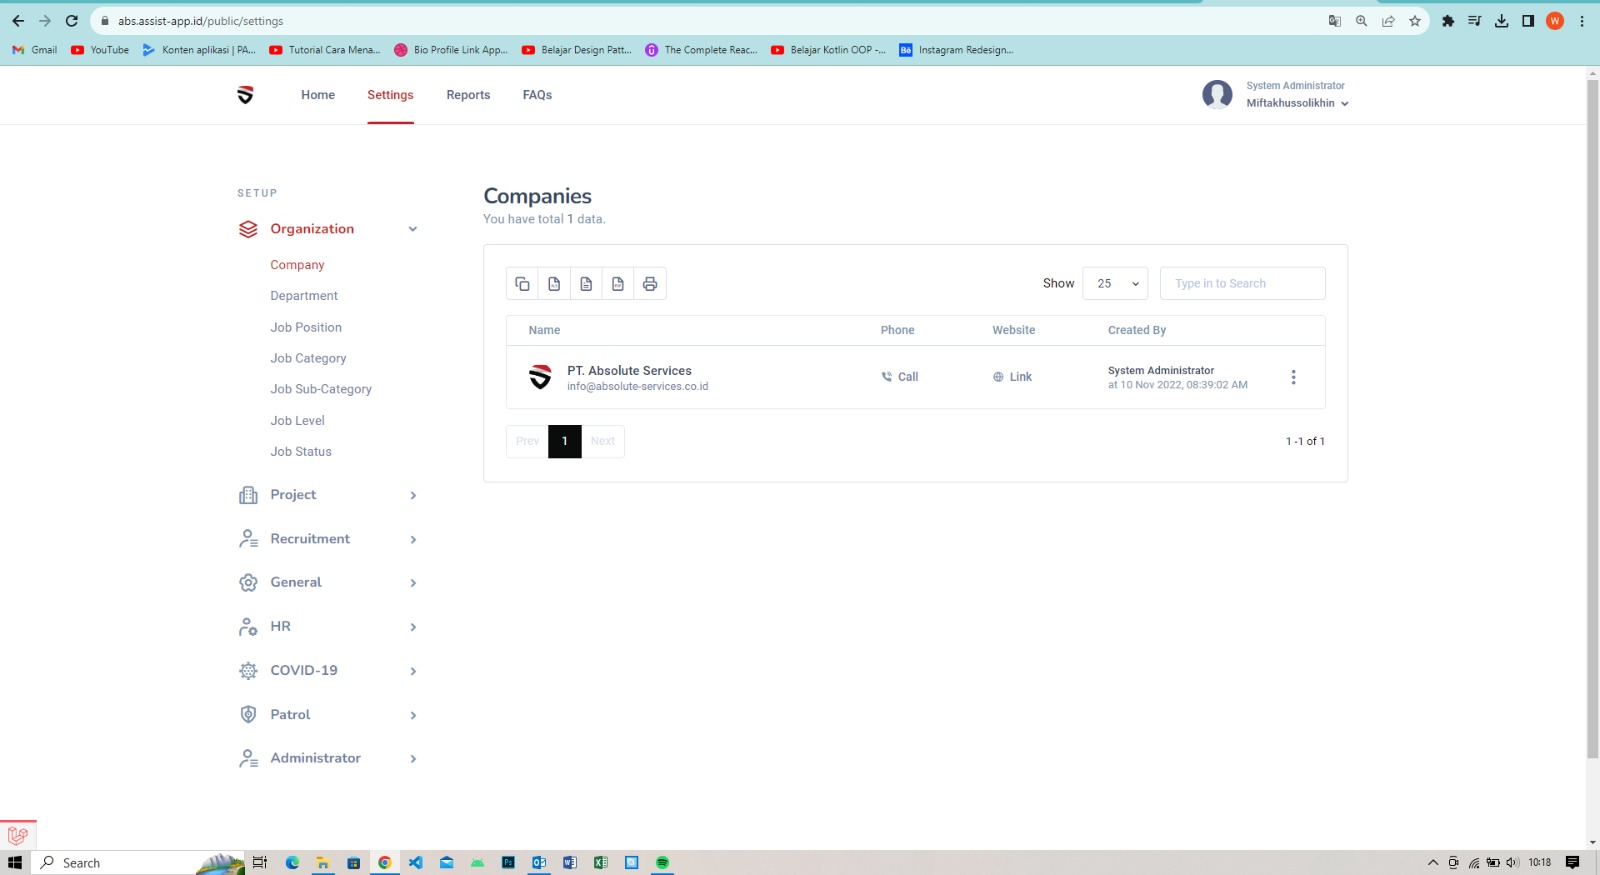 abs.assist-app.id/public/settings
W
Gmail
YouTube
Konten aplikasi | PA...
Tutorial Cara Mena...
Bio Profile Link App...
Belajar Design Patt...
The Complete Reac...
Belajar Kotlin OOP -...
Bē
Instagram Redesign...
Home
Settings
Reports
FAQs
System Administrator
Miftakhussolikhin
SETUP
Organization
Company
Department
Job Position
Job Category
Job Sub-Category
Job Level
Job Status
Project
Recruitment
General
HR
COVID-19
Patrol
Administrator
Companies
You have total 1 data.
Show
25
Type in to Search
Name
Phone
Website
Created By
PT. Absolute Services
info@absolute-services.co.id
Call
Link
System Administrator
at 10 Nov 2022, 08:39:02 AM
Prev
1
Next
1 -1 of 1
Search
Ps
10:18